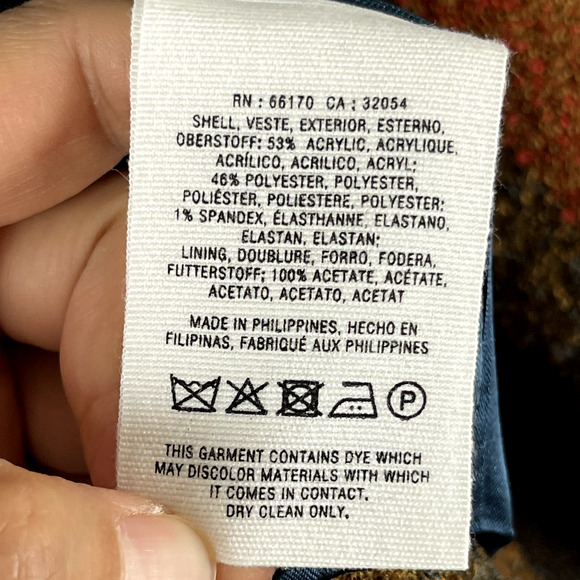 RN : 66170 CA : 32054
SHELL, VESTE, EXTERIOR, ESTERNO,
OBERSTOFF: 53% ACRYLIC, ACRYLIQUE,
ACRÍLICO, ACRILICO, ACRYL;
46% POLYESTER, POLYESTER,
POLIÉSTER, POLIESTERE, POLYESTER;
1% SPANDEX, ÉLASTHANNE, ELASTANO,
ELASTAN, ELASTAN;
LINING, DOUBLURE, FORRO, FODERA,
FUTTERSTOFF: 100% ACETATE, ACÉTATE,
ACETATO, ACETATO, ACETAT
MADE IN PHILIPPINES, HECHO EN
FILIPINAS, FABRIQUÉ AUX PHILIPPINES
P
THIS GARMENT CONTAINS DYE WHICH
MAY DISCOLOR MATERIALS WITH WHICH
IT COMES IN CONTACT.
DRY CLEAN ONLY.